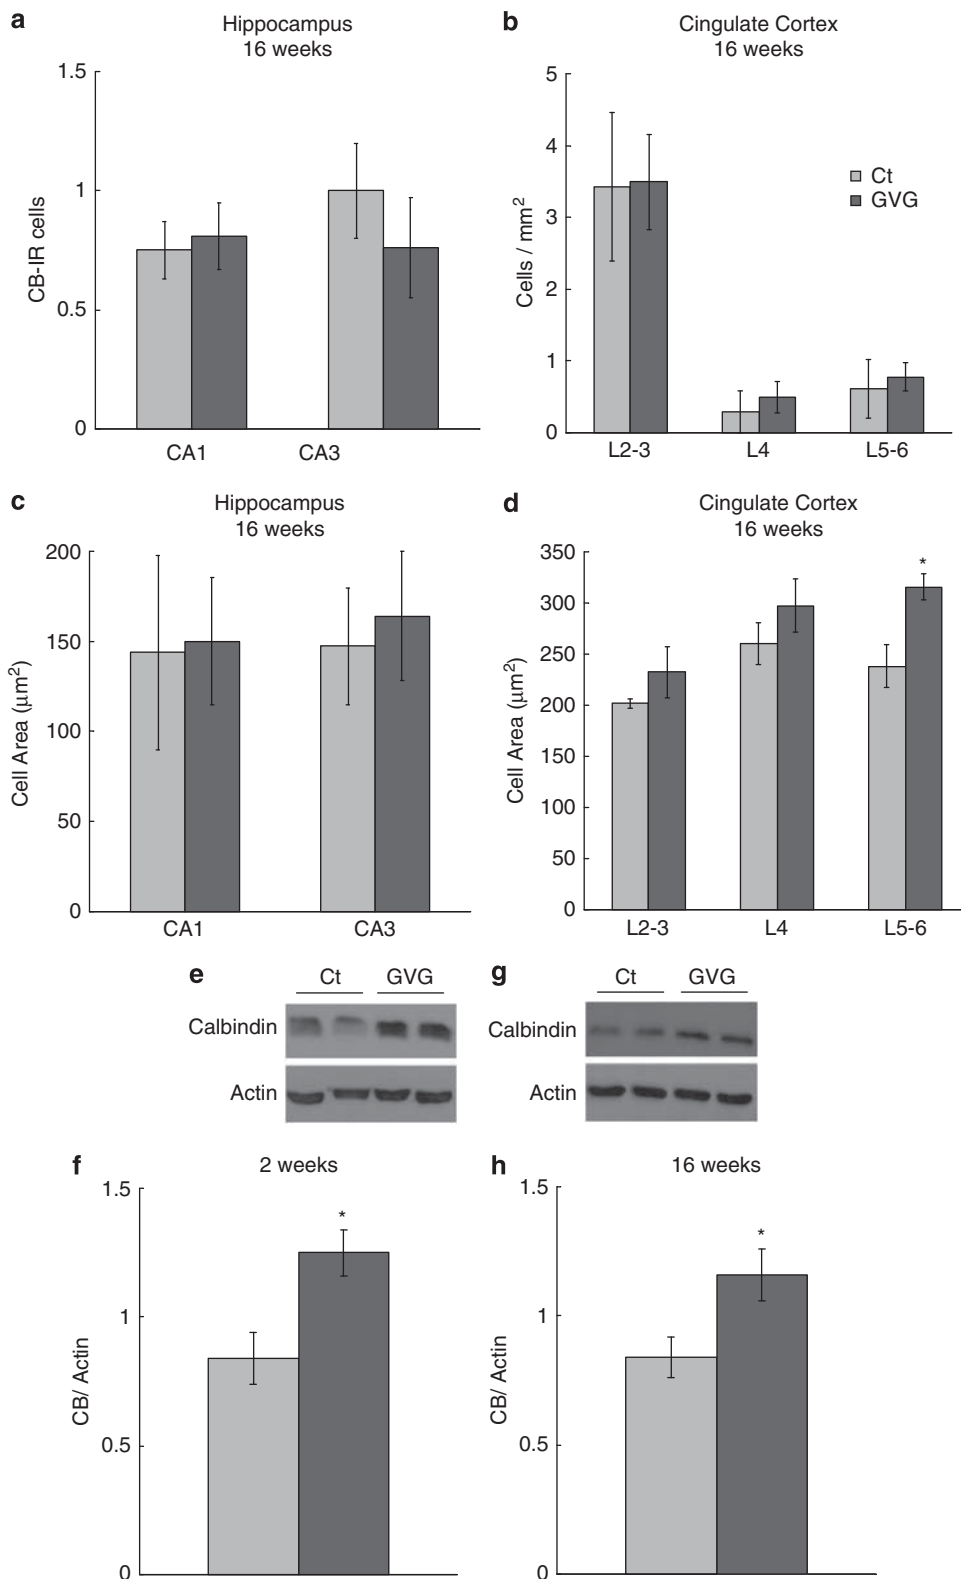 a
Hippocampus
16 weeks
1.5
1
0.5
0
CB-IR cells
CA1
CA3
b
Cingulate Cortex
16 weeks
5
4
3
2
1
0
Cells / mm²
Ct
GVG
L2-3
L4
L5-6
c
Hippocampus
16 weeks
200
150
100
50
0
Cell Area (μm²)
CA1
CA3
d
Cingulate Cortex
16 weeks
350
300
250
200
150
100
50
0
Cell Area (μm²)
*
L2-3
L4
L5-6
e
Ct
GVG
Calbindin
Actin
g
Ct
GVG
Calbindin
Actin
f
2 weeks
1.5
1
0.5
0
CB/ Actin
*
h
16 weeks
1.5
1
0.5
0
CB/ Actin
*